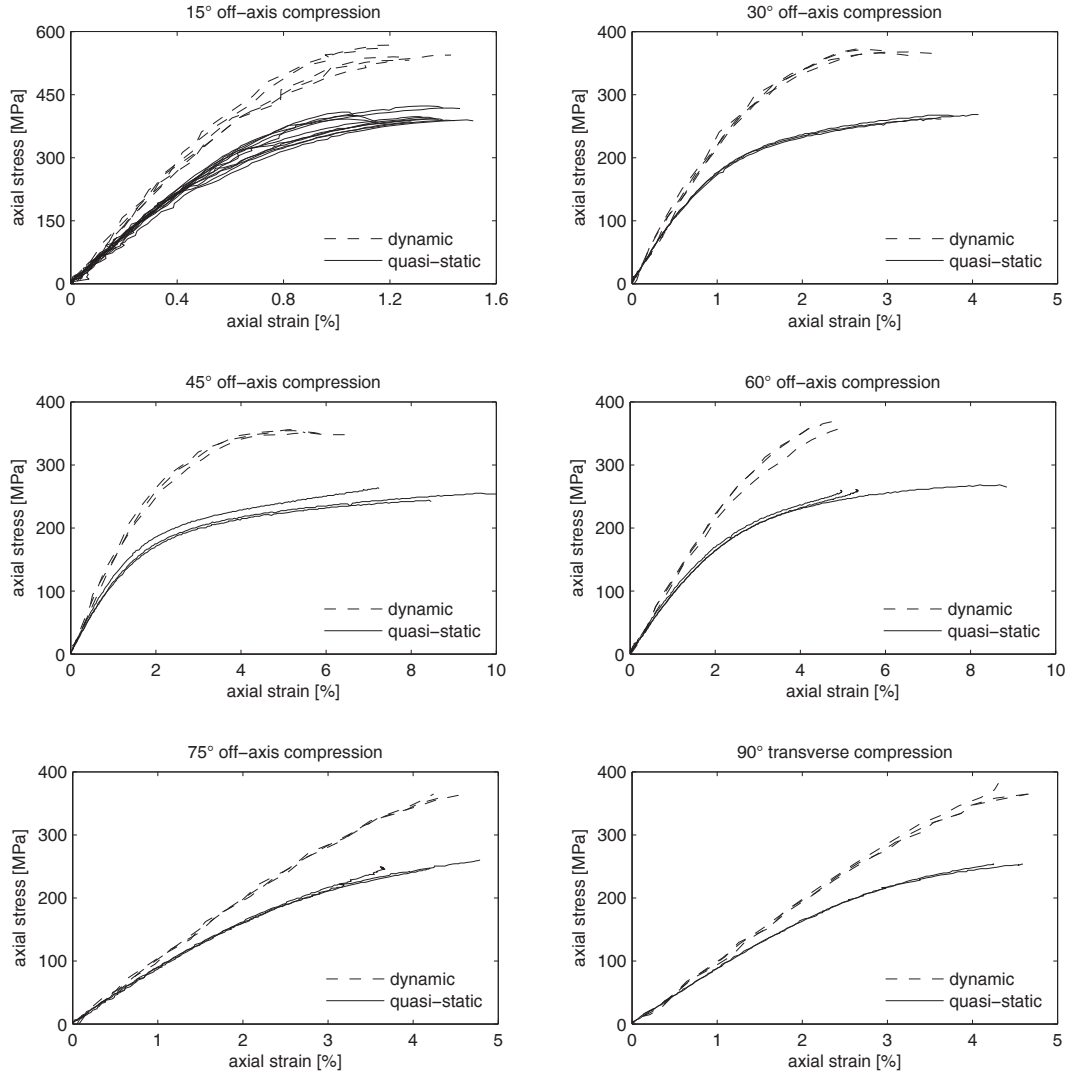 15° off–axis compression
600
450
300
150
0
axial stress [MPa]
dynamic
quasi–static
0 0.4 0.8 1.2 1.6
axial strain [%]
30° off–axis compression
400
300
200
100
0
axial stress [MPa]
dynamic
quasi–static
0 1 2 3 4 5
axial strain [%]
45° off–axis compression
400
300
200
100
0
axial stress [MPa]
dynamic
quasi–static
0 2 4 6 8 10
axial strain [%]
60° off–axis compression
400
300
200
100
0
axial stress [MPa]
dynamic
quasi–static
0 2 4 6 8 10
axial strain [%]
75° off–axis compression
400
300
200
100
0
axial stress [MPa]
dynamic
quasi–static
0 1 2 3 4 5
axial strain [%]
90° transverse compression
400
300
200
100
0
axial stress [MPa]
dynamic
quasi–static
0 1 2 3 4 5
axial strain [%]